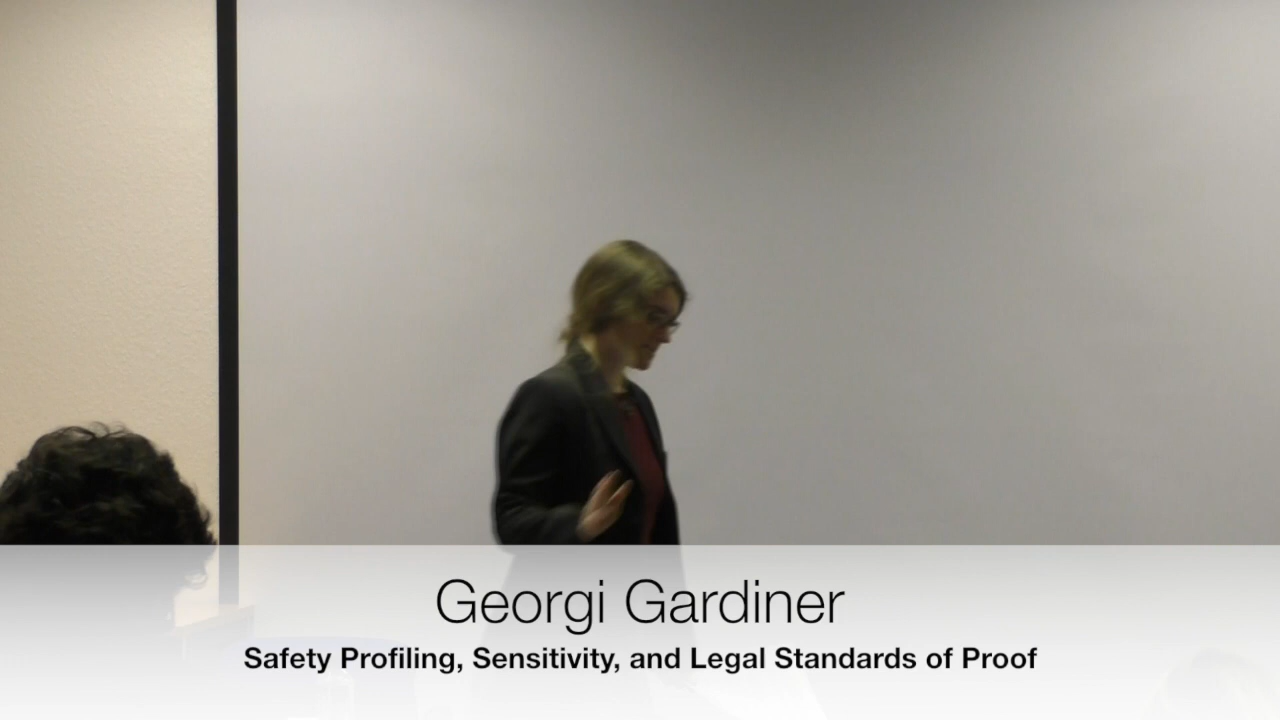 Georgi Gardiner
Safety Profiling, Sensitivity, and Legal Standards of Proof